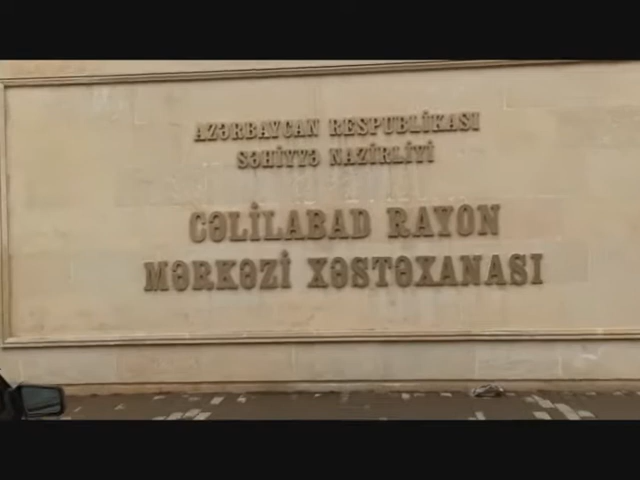 AZƏRBAYCAN RESPUBLİKASI
SƏHİYYƏ NAZİRLİYİ
CƏLİLABAD RAYON
MƏRKƏZİ XƏSTƏXANASI